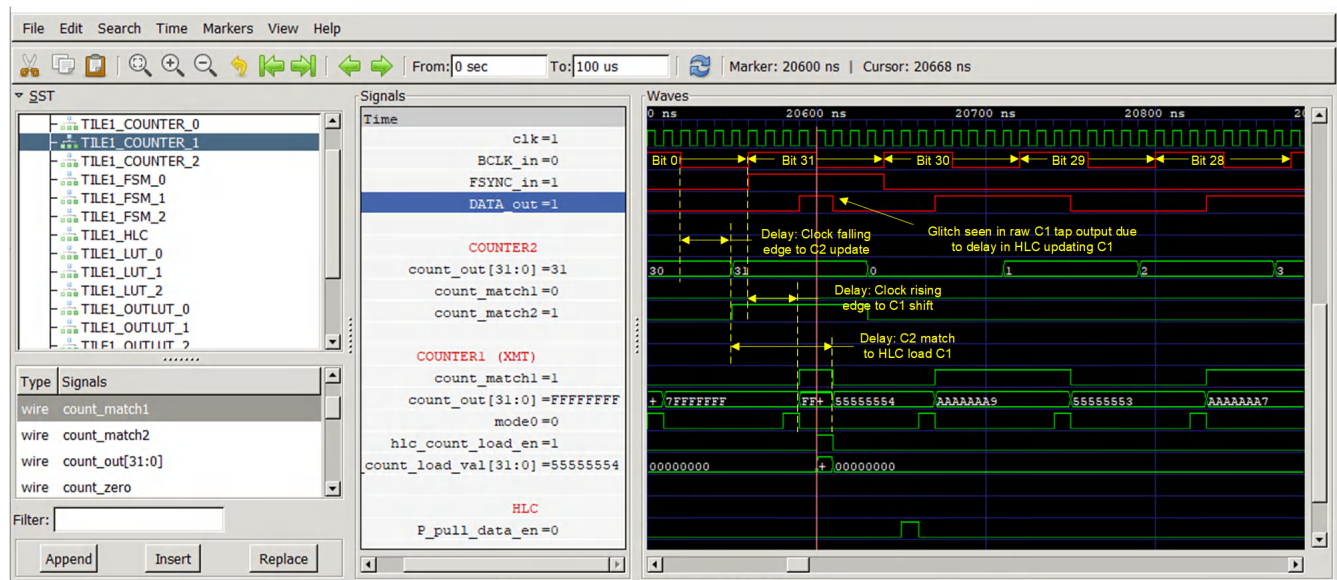 File Edit Search Time Markers View Help
From: 0 sec To: 100 us Marker: 20600 ns | Cursor: 20668 ns
SST
TILE1_COUNTER_0
TILE1_COUNTER_1
TILE1_COUNTER_2
TILE1_FSM_0
TILE1_FSM_1
TILE1_FSM_2
TILE1_HLC
TILE1_LUT_0
TILE1_LUT_1
TILE1_LUT_2
TILE1_OUTLUT_0
TILE1_OUTLUT_1
TILE1_OUTLUT_2
Type Signals
wire count_match1
wire count_match2
wire count_out[31:0]
wire count_zero
Filter:
Append Insert Replace
Signals
Time
clk=1
BCLK_in=0
FSYNC_in=1
DATA_out=1
COUNTER2
count_out[31:0]=31
count_match1=0
count_match2=1
COUNTER1 (XMT)
count_match1=1
count_out[31:0]=FFFFFFFF
mode0=0
hlc_count_load_en=1
_count_load_val[31:0]=55555554
HLC
P_pull_data_en=0
Waves
0 ns 20600 ns 20700 ns 20800 ns 20
Bit 0 Bit 31 Bit 30 Bit 29 Bit 28
Glitch seen in raw C1 tap output due
to delay in HLC updating C1
Delay: Clock falling
edge to C2 update
30 31 0 1 2 3
Delay: Clock rising
edge to C1 shift
Delay: C2 match
to HLC load C1
+ 7FFFFFFF FF+ 55555554 AAAAAAA9 55555553 AAAAAAA7
00000000 + 00000000